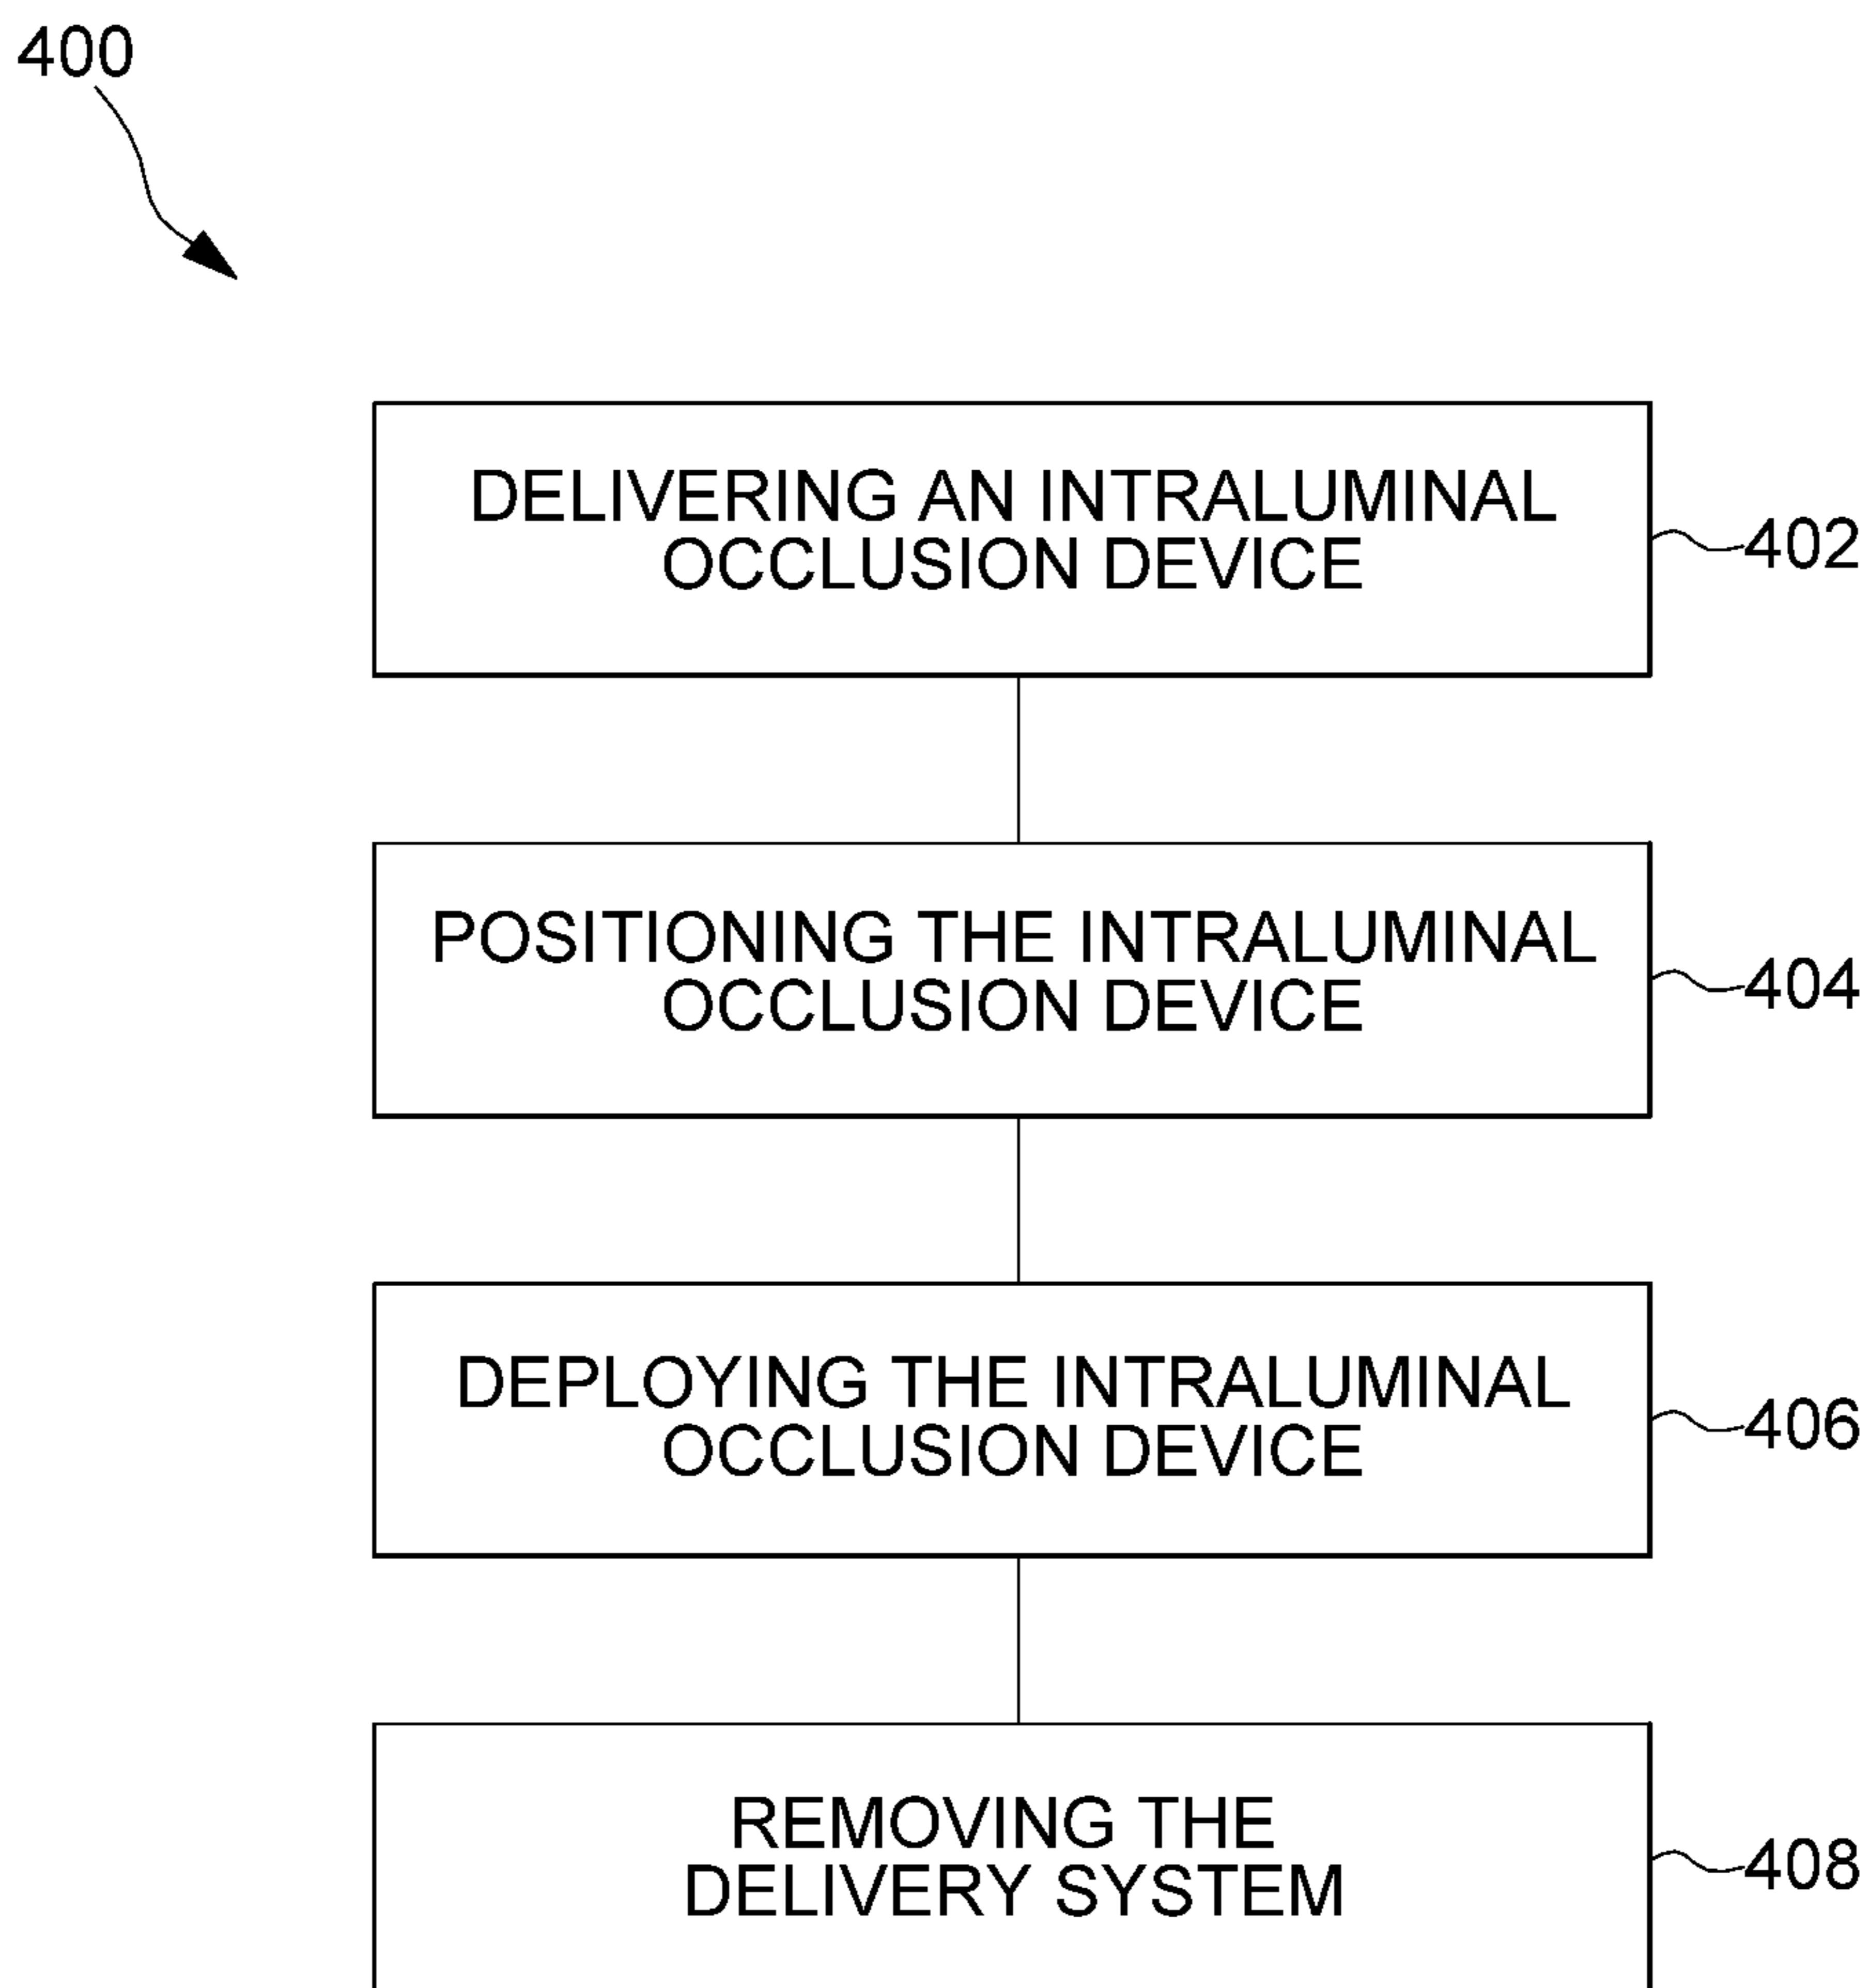 400
DELIVERING AN INTRALUMINAL
OCCLUSION DEVICE
402
POSITIONING THE INTRALUMINAL
OCCLUSION DEVICE
404
DEPLOYING THE INTRALUMINAL
OCCLUSION DEVICE
406
REMOVING THE
DELIVERY SYSTEM
408